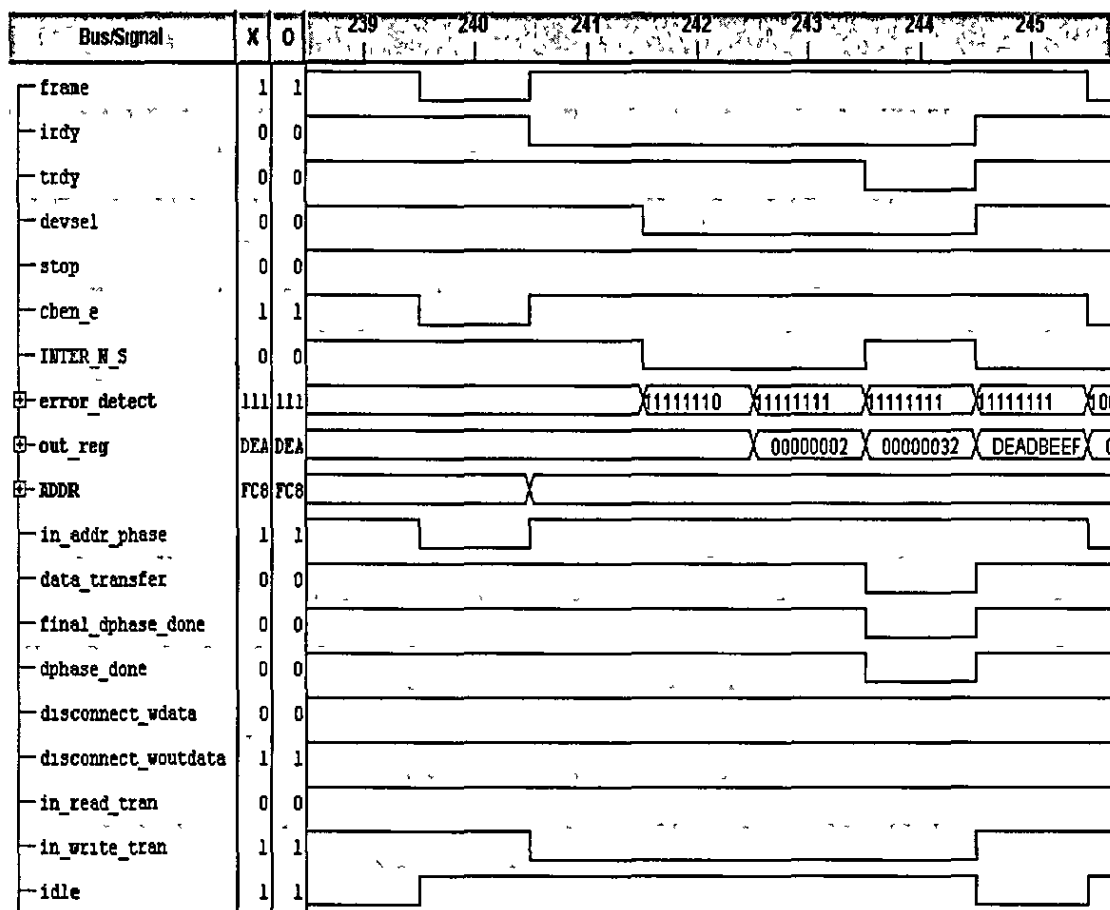 Bus/Signal X O 239 240 241 242 243 244 245
frame 1 1
irdy 0 0
trdy 0 0
devsel 0 0
stop 0 0
cben_e 1 1
INTER_N_S 0 0
error_detect 111 111 11111110 11111111 11111111 11111111 100
out_reg DEA DEA 00000002 00000032 DEADBEEF 0
ADDR FC8 FC8
in_addr_phase 1 1
data_transfer 0 0
final_dphase_done 0 0
dphase_done 0 0
disconnect_wdata 0 0
disconnect_woutdata 1 1
in_read_tran 0 0
in_write_tran 1 1
idle 1 1